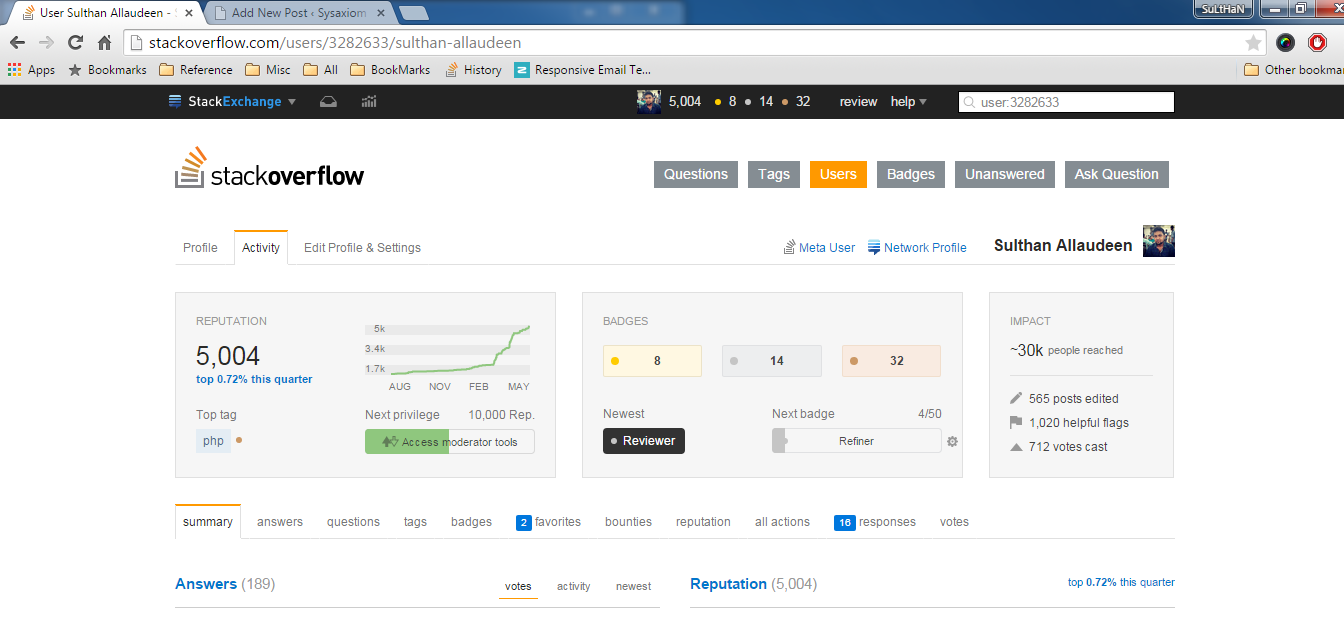 User Sulthan Allaudeen -
Add New Post ‹ Sysaxiom
SuLtHaN
stackoverflow.com/users/3282633/sulthan-allaudeen
Apps Bookmarks Reference Misc All BookMarks History Responsive Email Te... Other bookmar
StackExchange 5,004 8 14 32 review help user:3282633
stackoverflow
Questions Tags Users Badges Unanswered Ask Question
Profile Activity Edit Profile & Settings Meta User Network Profile Sulthan Allaudeen
REPUTATION
5,004
top 0.72% this quarter
5k
3.4k
1.7k
AUG NOV FEB MAY
Top tag
php
Next privilege 10,000 Rep.
Access moderator tools
BADGES
8 14 32
Newest
Reviewer
Next badge 4/50
Refiner
IMPACT
~30k people reached
565 posts edited
1,020 helpful flags
712 votes cast
summary answers questions tags badges 2 favorites bounties reputation all actions 16 responses votes
Answers (189) votes activity newest
Reputation (5,004) top 0.72% this quarter